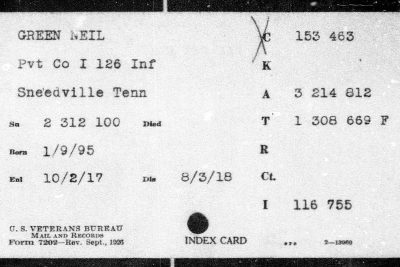 GREEN NEIL C 153 463
Pvt Co I 126 Inf K
Sneedville Tenn A 3 214 812
Sn 2 312 100 Died T 1 308 669 F
Born 1/9/95 R
Enl 10/2/17 Dis 8/3/18 Ct.
I 116 755
U. S. VETERANS BUREAU
MAIL AND RECORDS
Form 7202—Rev. Sept., 1926 INDEX CARD